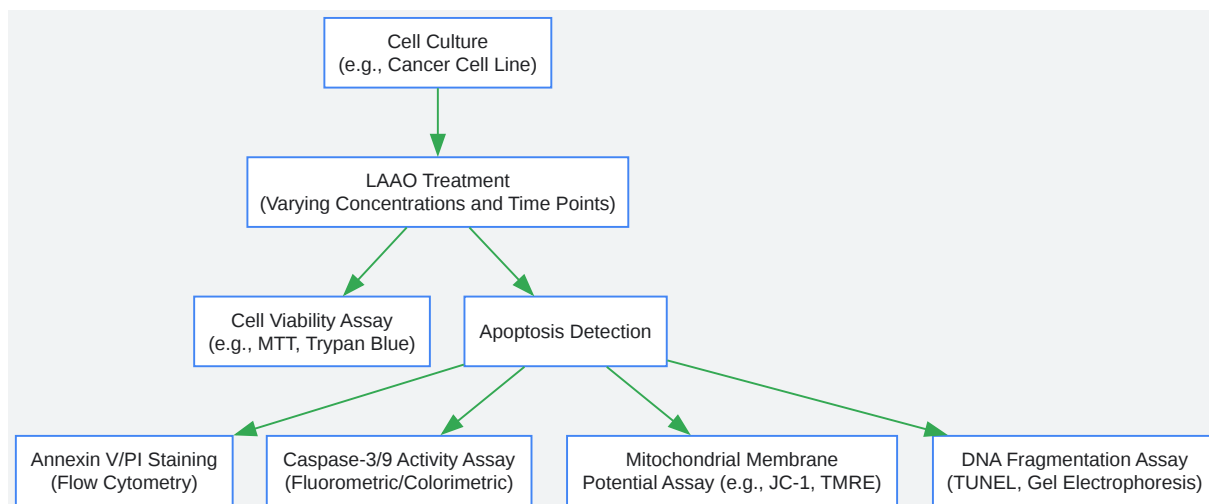 Cell Culture
(e.g., Cancer Cell Line)
LAAO Treatment
(Varying Concentrations and Time Points)
Cell Viability Assay
(e.g., MTT, Trypan Blue)
Apoptosis Detection
Annexin V/PI Staining
(Flow Cytometry)
Caspase-3/9 Activity Assay
(Fluorometric/Colorimetric)
Mitochondrial Membrane
Potential Assay (e.g., JC-1, TMRE)
DNA Fragmentation Assay
(TUNEL, Gel Electrophoresis)